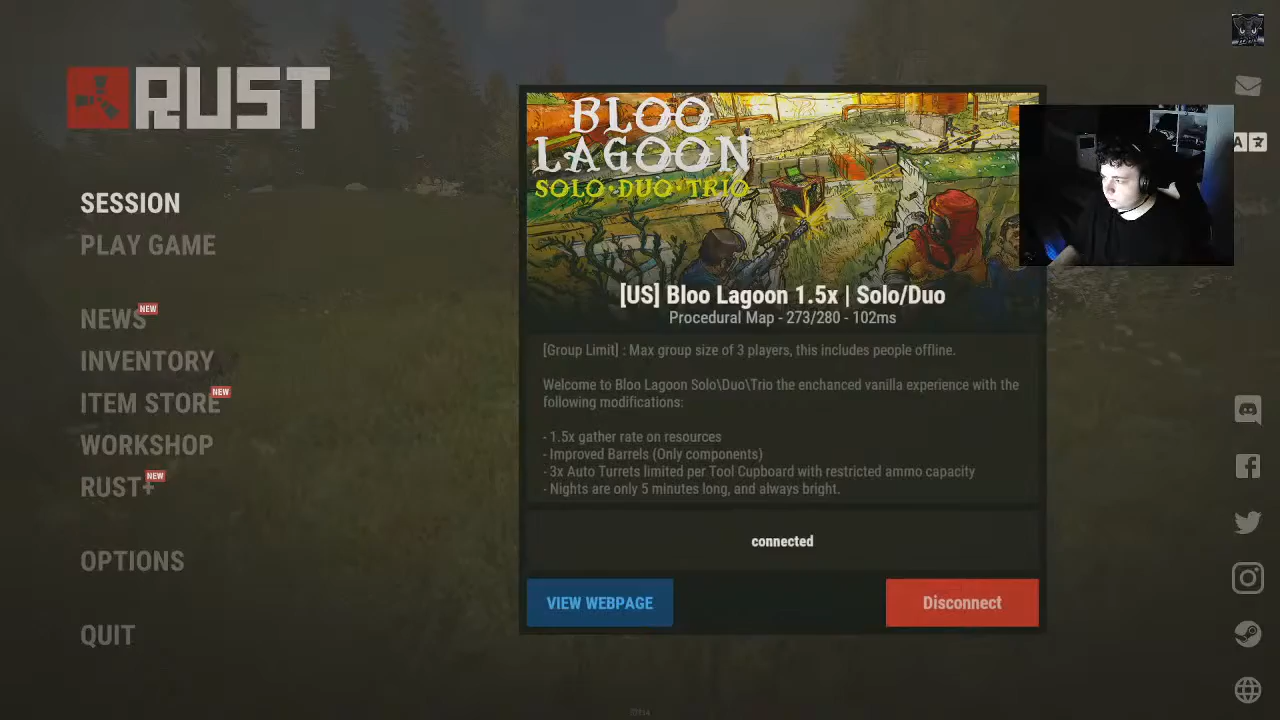 RUST
SESSION
PLAY GAME
NEWS NEW
INVENTORY
ITEM STORE NEW
WORKSHOP
RUST+ NEW
OPTIONS
QUIT
BLOO
LAGOON
SOLO·DUO·TRIO
[US] Bloo Lagoon 1.5x | Solo/Duo
Procedural Map - 273/280 - 102ms
[Group Limit] : Max group size of 3 players, this includes people offline.
Welcome to Bloo Lagoon Solo\Duo\Trio the enchanced vanilla experience with the
following modifications:
- 1.5x gather rate on resources
- Improved Barrels (Only components)
- 3x Auto Turrets limited per Tool Cupboard with restricted ammo capacity
- Nights are only 5 minutes long, and always bright.
connected
VIEW WEBPAGE
Disconnect